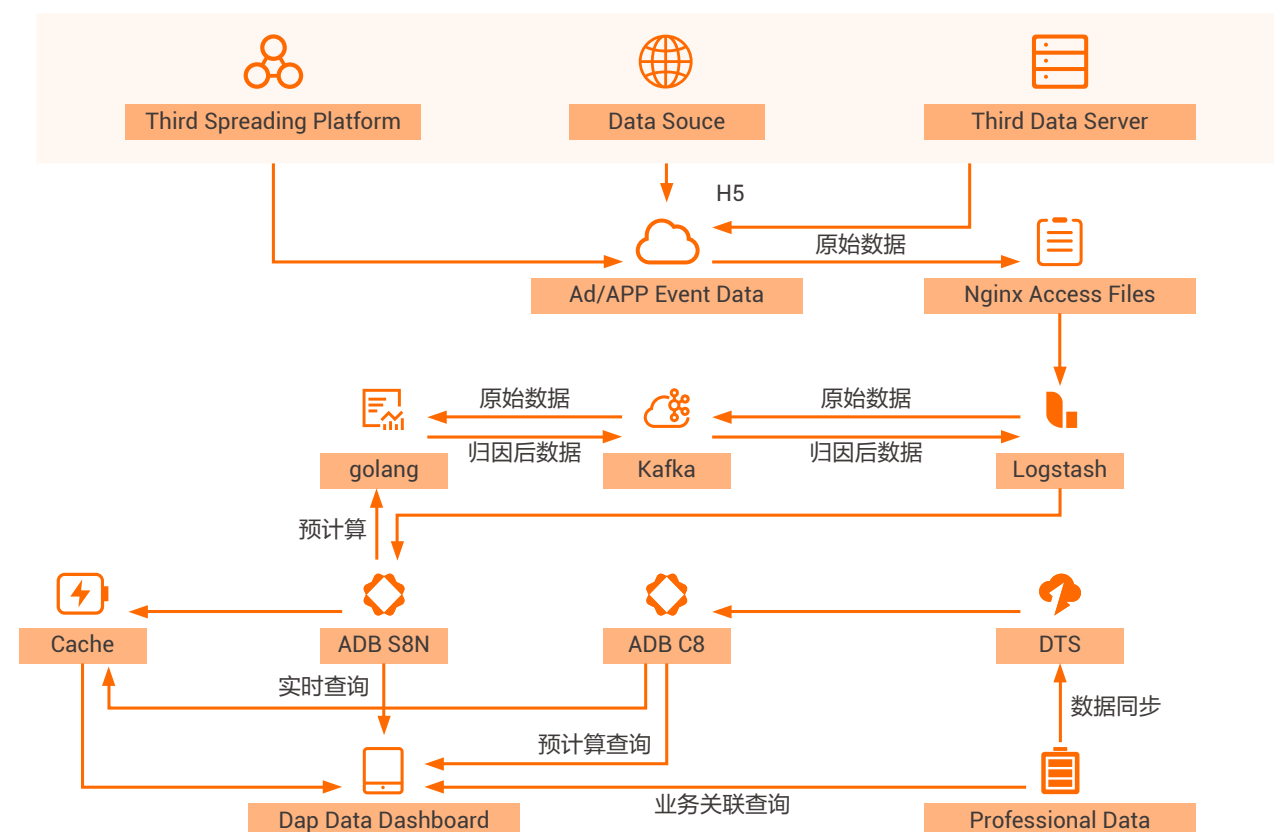 Third Spreading Platform
Data Souce
Third Data Server
H5
原始数据
Ad/APP Event Data
Nginx Access Files
原始数据
原始数据
归因后数据
归因后数据
golang
Kafka
Logstash
预计算
Cache
ADB S8N
ADB C8
DTS
实时查询
数据同步
预计算查询
业务关联查询
Dap Data Dashboard
Professional Data